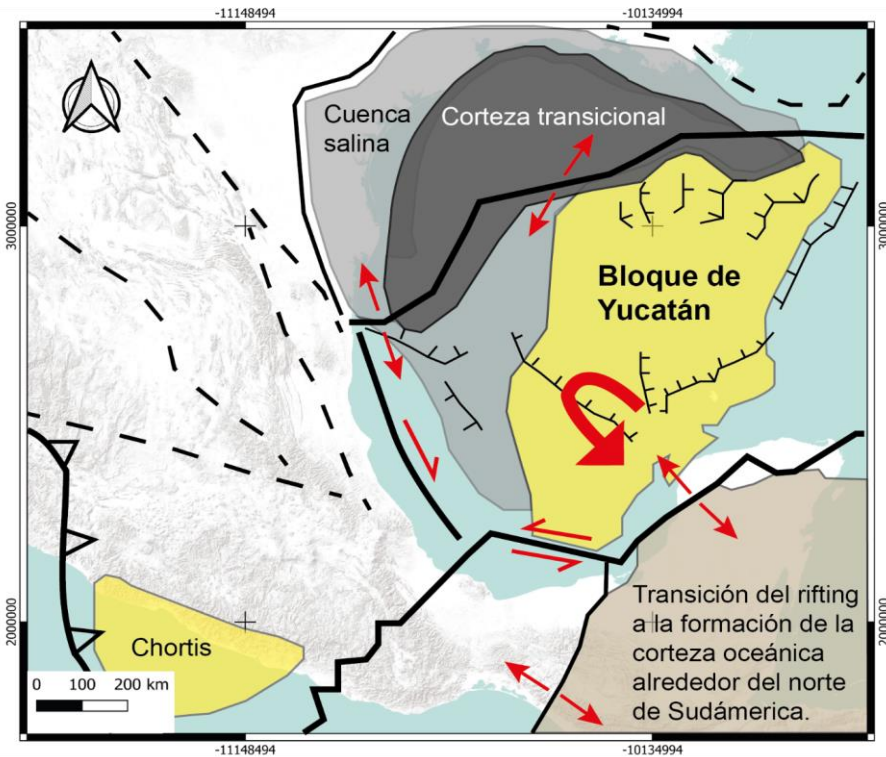 -11148494
-10134994
Cuenca
salina
Corteza transicional
3000000
3000000
Bloque de
Yucatán
2000000
2000000
Chortis
0 100 200 km
Transición del rifting
a la formación de la
corteza oceánica
alrededor del norte
de Sudámerica.
-11148494
-10134994